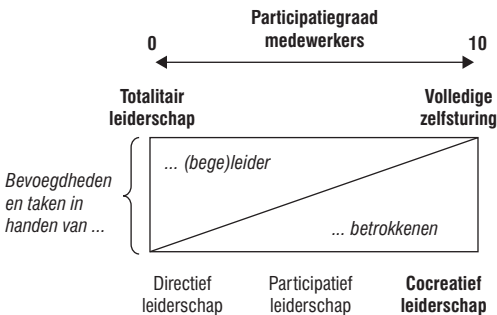 Participatiegraad
medewerkers
0
10
Totalitair
leiderschap
Volledige
zelfsturing
Bevoegdheden
en taken in
handen van ...
... (bege)leider
... betrokkenen
Directief
leiderschap
Participatief
leiderschap
Cocreatief
leiderschap